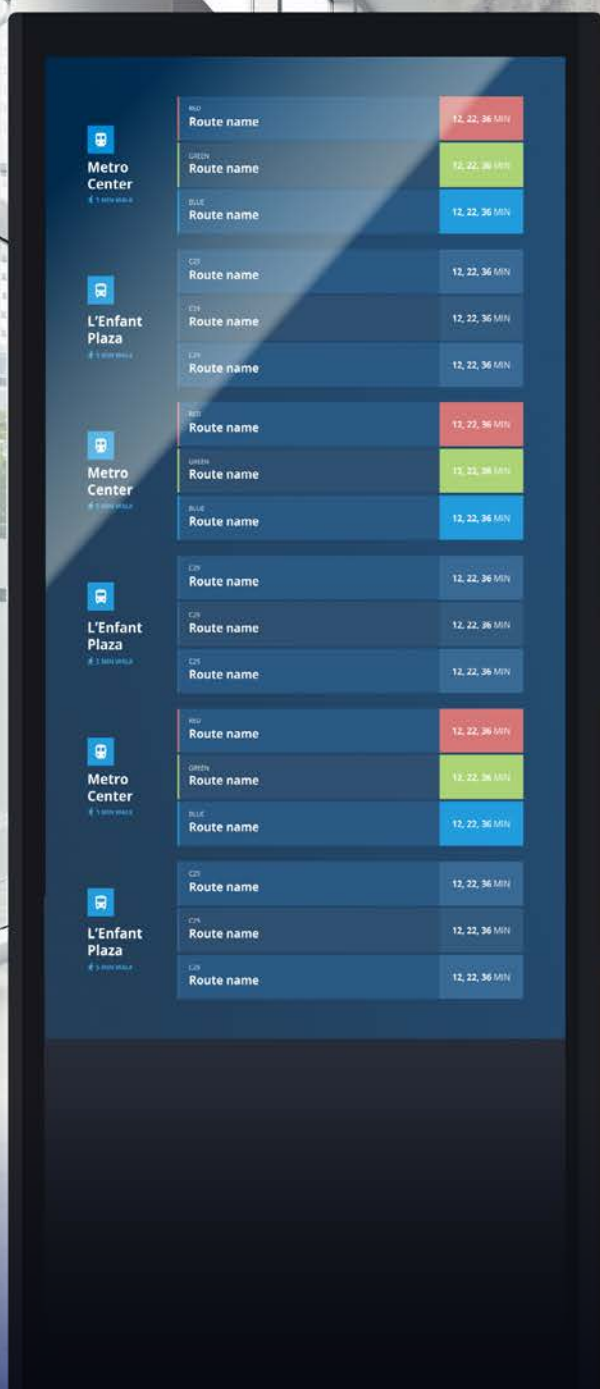 Metro
Center
RED
Route name
12, 22, 36 MIN
GREEN
Route name
12, 22, 36 MIN
BLUE
Route name
12, 22, 36 MIN
L'Enfant
Plaza
Route name
12, 22, 36 MIN
Route name
12, 22, 36 MIN
Route name
12, 22, 36 MIN
Metro
Center
RED
Route name
12, 22, 36 MIN
GREEN
Route name
12, 22, 36 MIN
BLUE
Route name
12, 22, 36 MIN
L'Enfant
Plaza
Route name
12, 22, 36 MIN
Route name
12, 22, 36 MIN
Route name
12, 22, 36 MIN
Metro
Center
RED
Route name
12, 22, 36 MIN
GREEN
Route name
12, 22, 36 MIN
BLUE
Route name
12, 22, 36 MIN
L'Enfant
Plaza
Route name
12, 22, 36 MIN
Route name
12, 22, 36 MIN
Route name
12, 22, 36 MIN